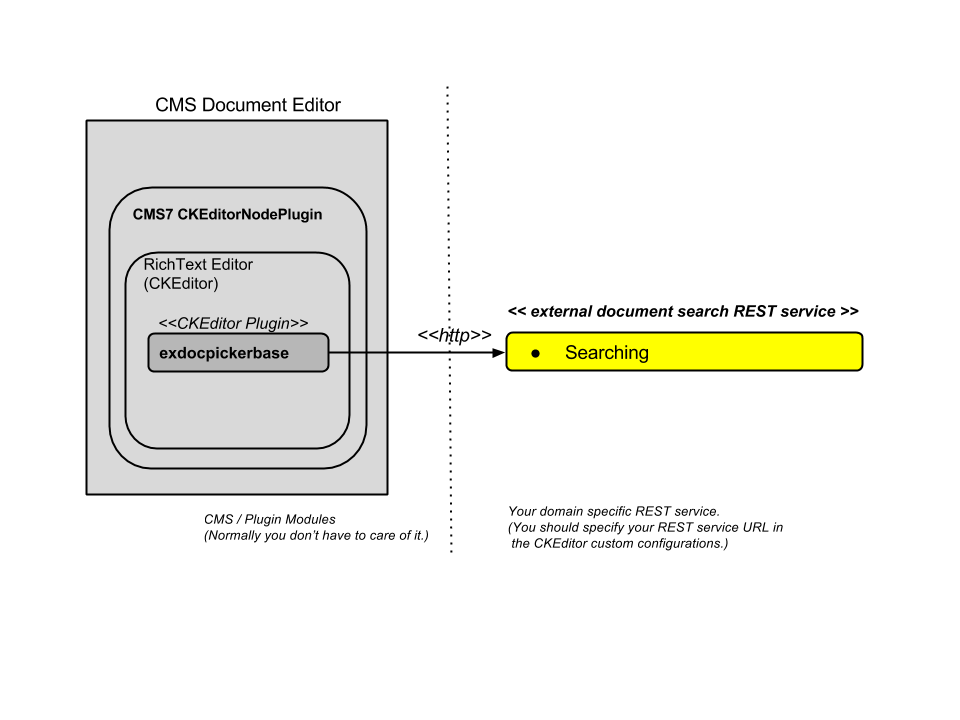 CMS Document Editor
CMS7 CKEditorNodePlugin
RichText Editor
(CKEditor)
<<CKEditor Plugin>>
exdocpickerbase
<<http>>
<< external document search REST service >>
● Searching
CMS / Plugin Modules
(Normally you don’t have to care of it.)
Your domain specific REST service.
(You should specify your REST service URL in
the CKEditor custom configurations.)